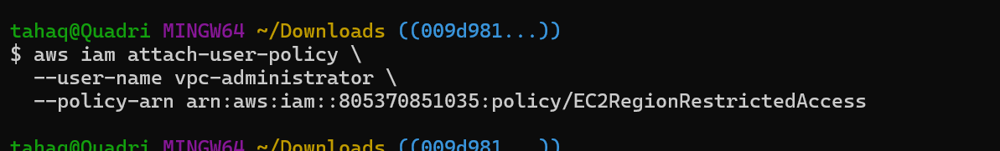 tahaq@Quadri MINGW64 ~/Downloads ((009d981...))
$ aws iam attach-user-policy \
--user-name vpc-administrator \
--policy-arn arn:aws:iam::805370851035:policy/EC2RegionRestrictedAccess
tahaq@Quadri MINGW64 ~/Downloads ((009d981...))